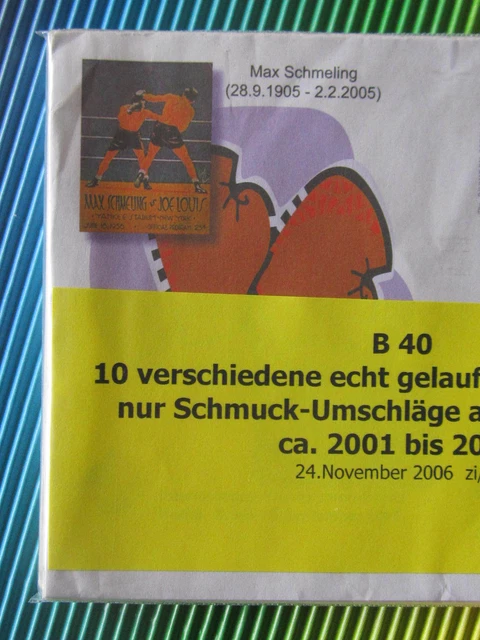 Max Schmeling
(28.9.1905 - 2.2.2005)
MAX SCHMELING vs JOE LOUIS
B 40
10 verschiedene echt gelauf
nur Schmuck-Umschläge a
ca. 2001 bis 20
24.November 2006 zi/